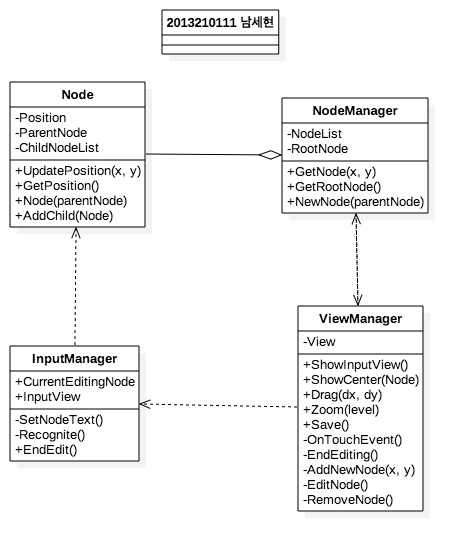 2013210111 남세현
Node
-Position
-ParentNode
-ChildNodeList
+UpdatePosition(x, y)
+GetPosition()
+Node(parentNode)
+AddChild(Node)
NodeManager
-NodeList
-RootNode
+GetNode(x, y)
+GetRootNode()
+NewNode(parentNode)
InputManager
+CurrentEditingNode
+InputView
-SetNodeText()
-Recognite()
+EndEdit()
ViewManager
-View
+ShowInputView()
+ShowCenter(Node)
+Drag(dx, dy)
+Zoom(level)
+Save()
-OnTouchEvent()
-EndEditing()
-AddNewNode(x, y)
-EditNode()
-RemoveNode()